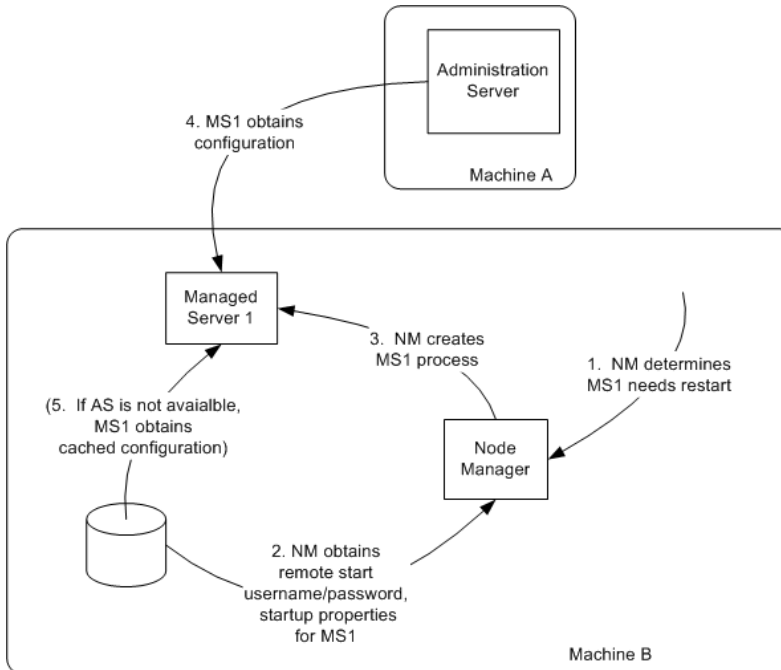 Administration
Server
Machine A
4. MS1 obtains
configuration
Managed
Server 1
3. NM creates
MS1 process
1. NM determines
MS1 needs restart
(5. If AS is not avaialble,
MS1 obtains
cached configuration)
Node
Manager
2. NM obtains
remote start
username/password,
startup properties
for MS1
Machine B